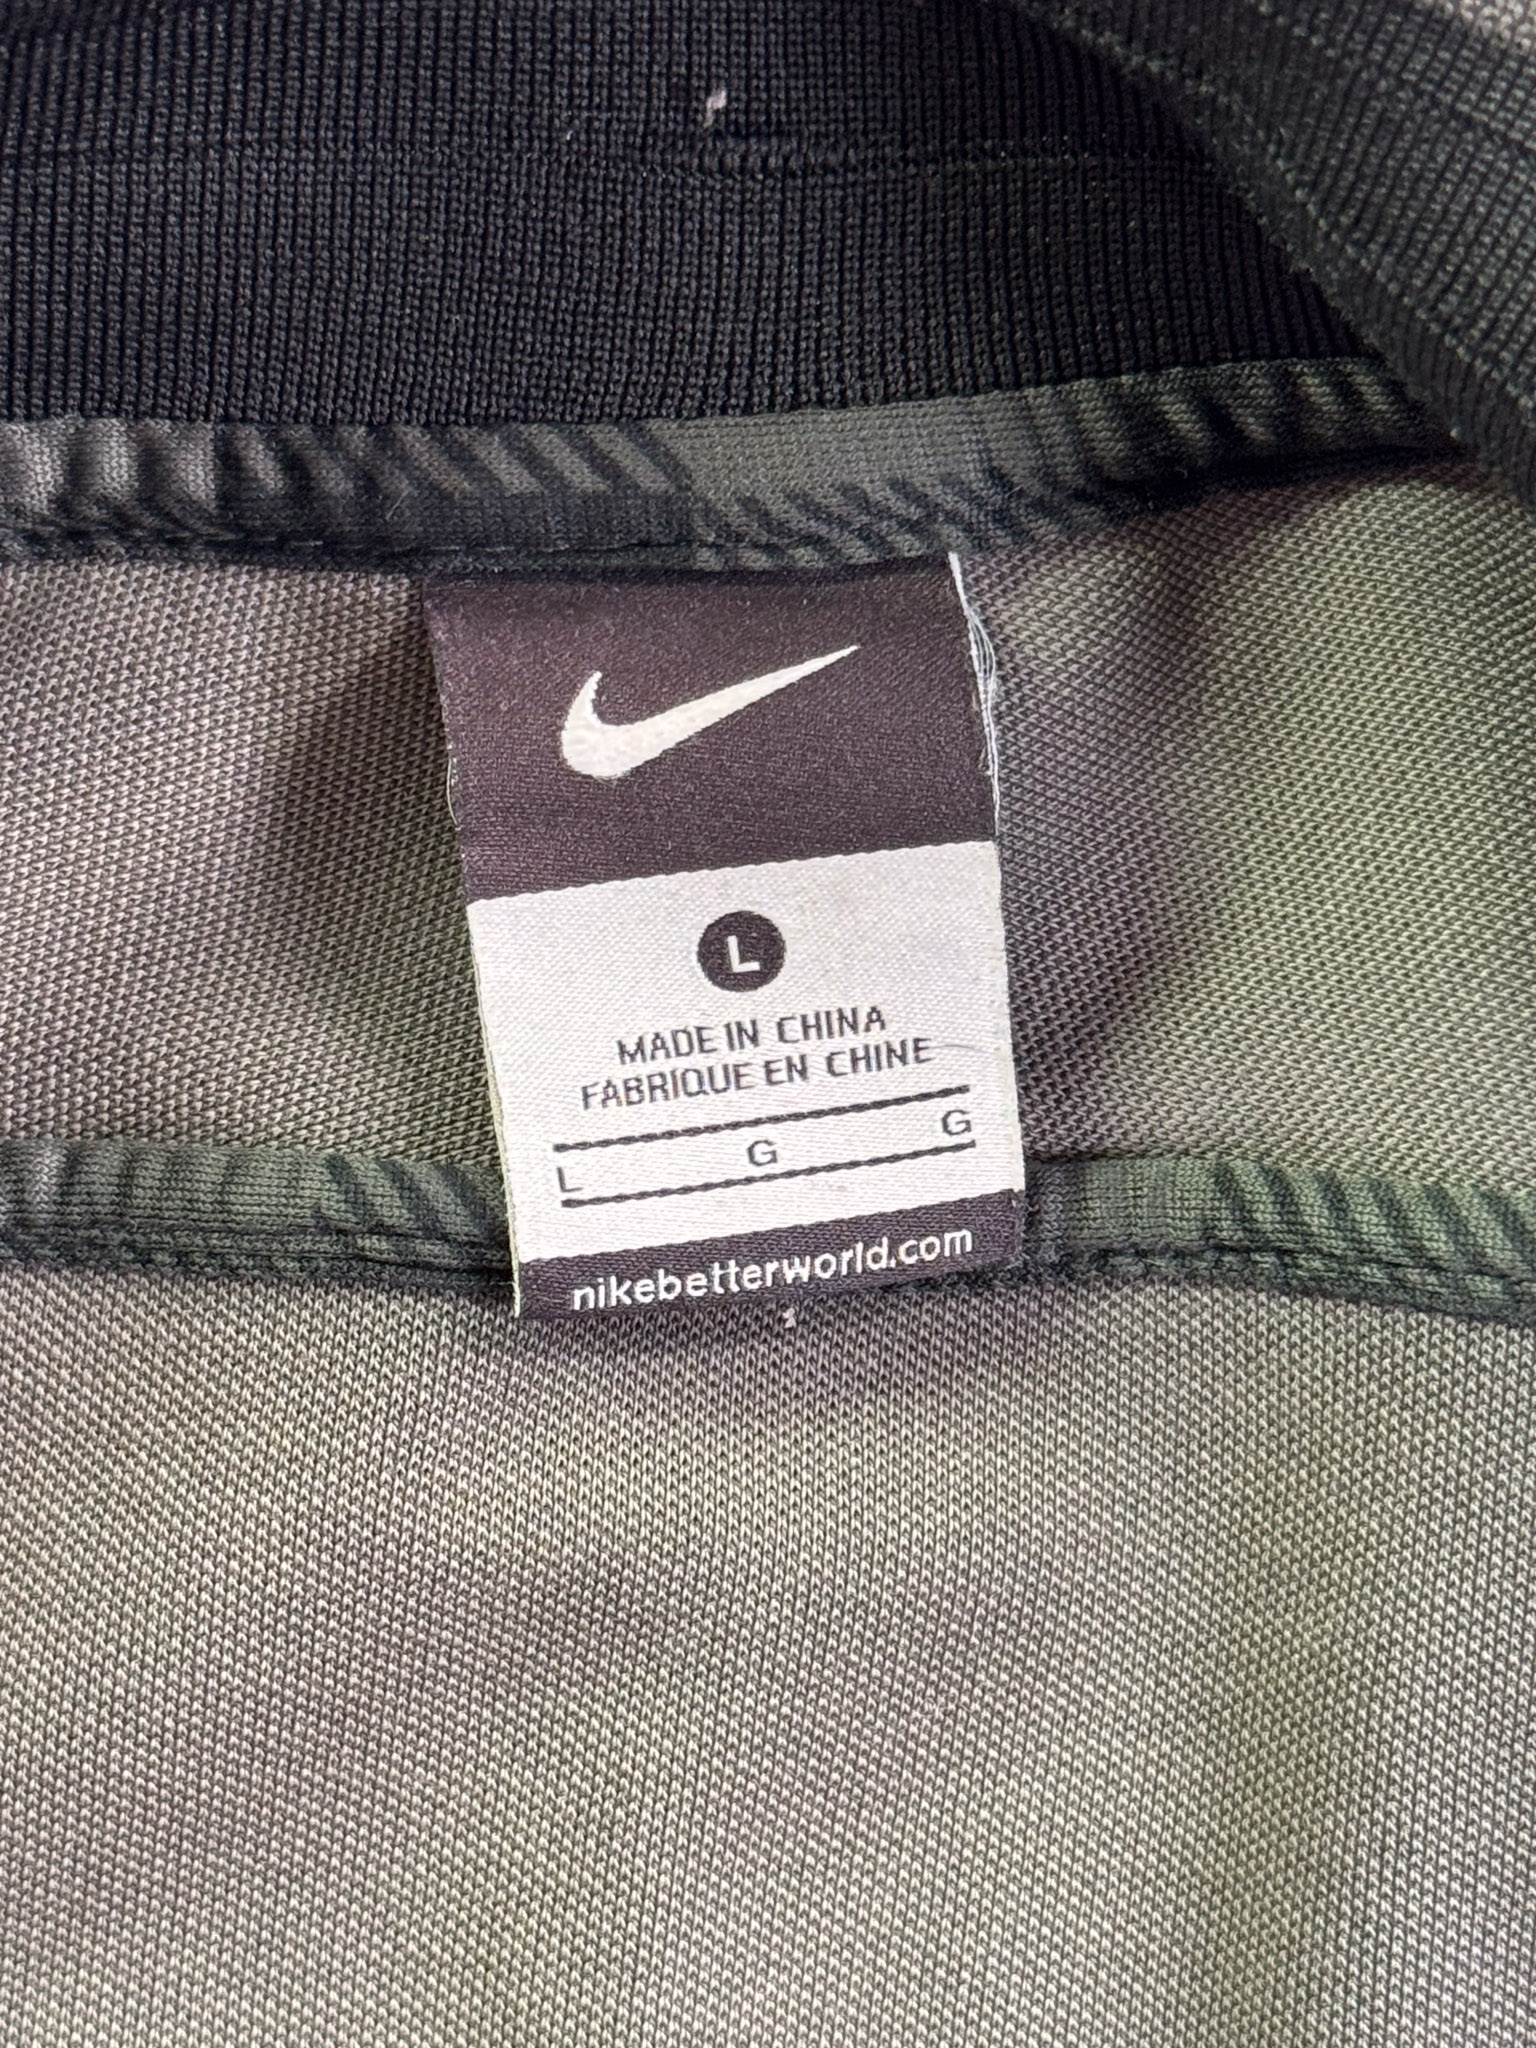 L
MADE IN CHINA
FABRIQUE EN CHINE
L G G
nikebetterworld.com